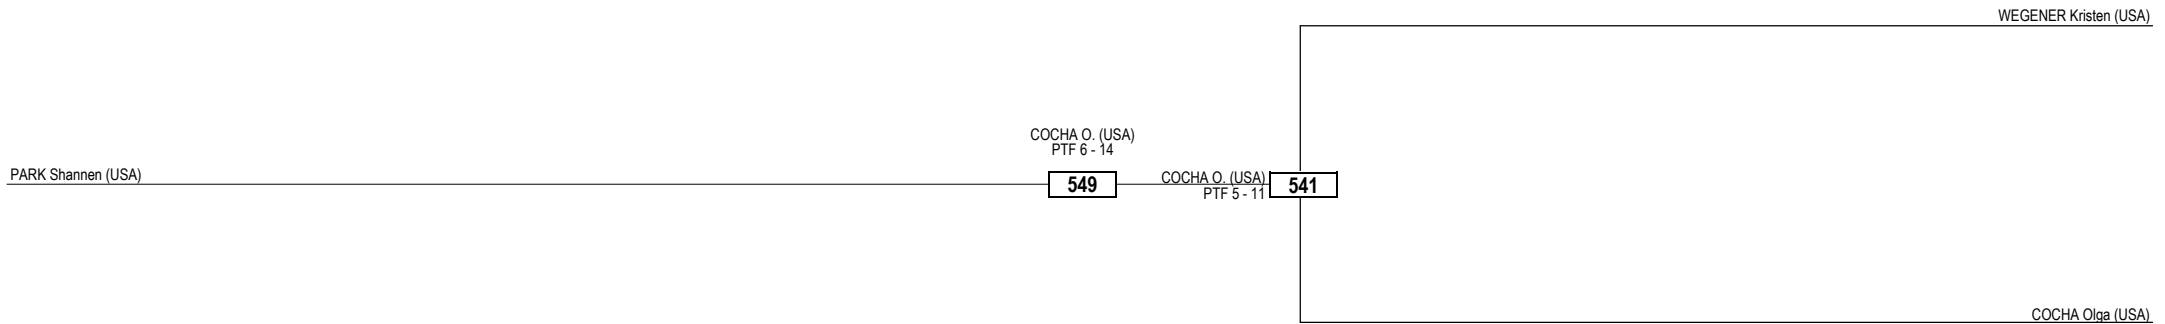 WEGENER Kristen (USA)
COCHA O. (USA)
PTF 6 - 14
PARK Shannen (USA)
549
COCHA O. (USA)
PTF 5 - 11
541
COCHA Olga (USA)